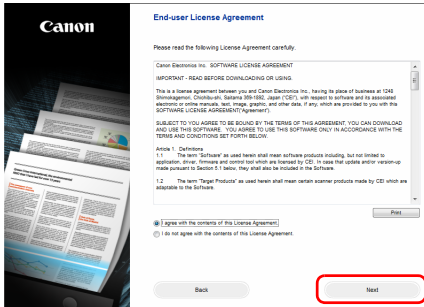 Canon
End-user License Agreement
Please read the following License Agreement carefully.
Canon Electronics Inc. SOFTWARE LICENSE AGREEMENT
IMPORTANT - READ BEFORE DOWNLOADING OR USING.
This is a license agreement between you and Canon Electronics Inc., having its place of business at 1248
Shimokagemori, Chichibu-shi, Saitama 369-1892, Japan ("CEI"), with respect to software and its associated
electronic or online manuals, text, image, graphic, and other data, if any, which are provided to you with this
SOFTWARE LICENSE AGREEMENT("Agreement").
SUBJECT TO YOU AGREE TO BE BOUND BY THE TERMS OF THIS AGREEMENT, YOU CAN DOWNLOAD
AND USE THIS SOFTWARE. YOU AGREE TO USE THIS SOFTWARE ONLY IN ACCORDANCE WITH THE
TERMS AND CONDITIONS SET FORTH BELOW.
Article 1. Definitions
1.1 The term "Software" as used herein shall mean software products including, but not limited to
application, driver, firmware and control tool which are licensed by CEI. In case that update and/or version-up
made pursuant to Section 5.1 below, they shall also be included in the Software.
1.2 The term "Target Products" as used herein shall mean certain scanner products made by CEI which are
adaptable to the Software.
Print
I agree with the contents of this License Agreement.
I do not agree with the contents of this License Agreement.
Back
Next